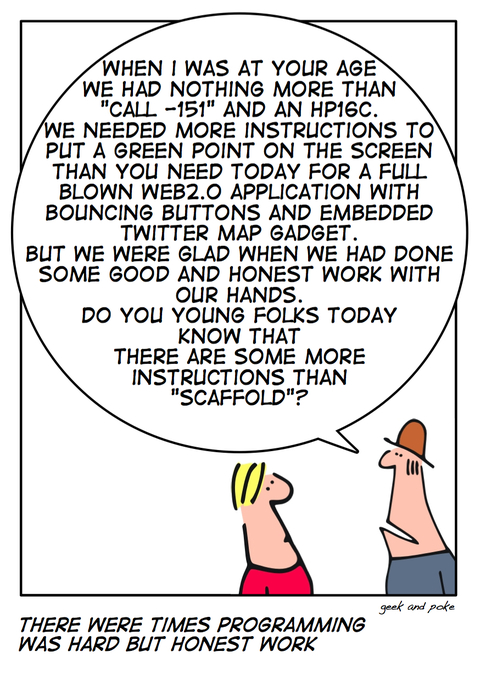 WHEN I WAS AT YOUR AGE
WE HAD NOTHING MORE THAN
"CALL -151" AND AN HP16C.
WE NEEDED MORE INSTRUCTIONS TO
PUT A GREEN POINT ON THE SCREEN
THAN YOU NEED TODAY FOR A FULL
BLOWN WEB2.0 APPLICATION WITH
BOUNCING BUTTONS AND EMBEDDED
TWITTER MAP GADGET.
BUT WE WERE GLAD WHEN WE HAD DONE
SOME GOOD AND HONEST WORK WITH
OUR HANDS.
DO YOU YOUNG FOLKS TODAY
KNOW THAT
THERE ARE SOME MORE
INSTRUCTIONS THAN
"SCAFFOLD"?
geek and poke
THERE WERE TIMES PROGRAMMING
WAS HARD BUT HONEST WORK